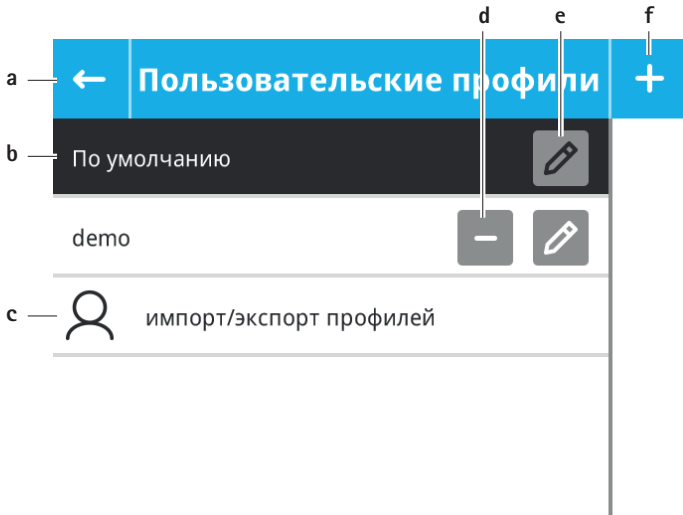 d e f
a Пользовательские профили
b По умолчанию
demo
c импорт/экспорт профилей